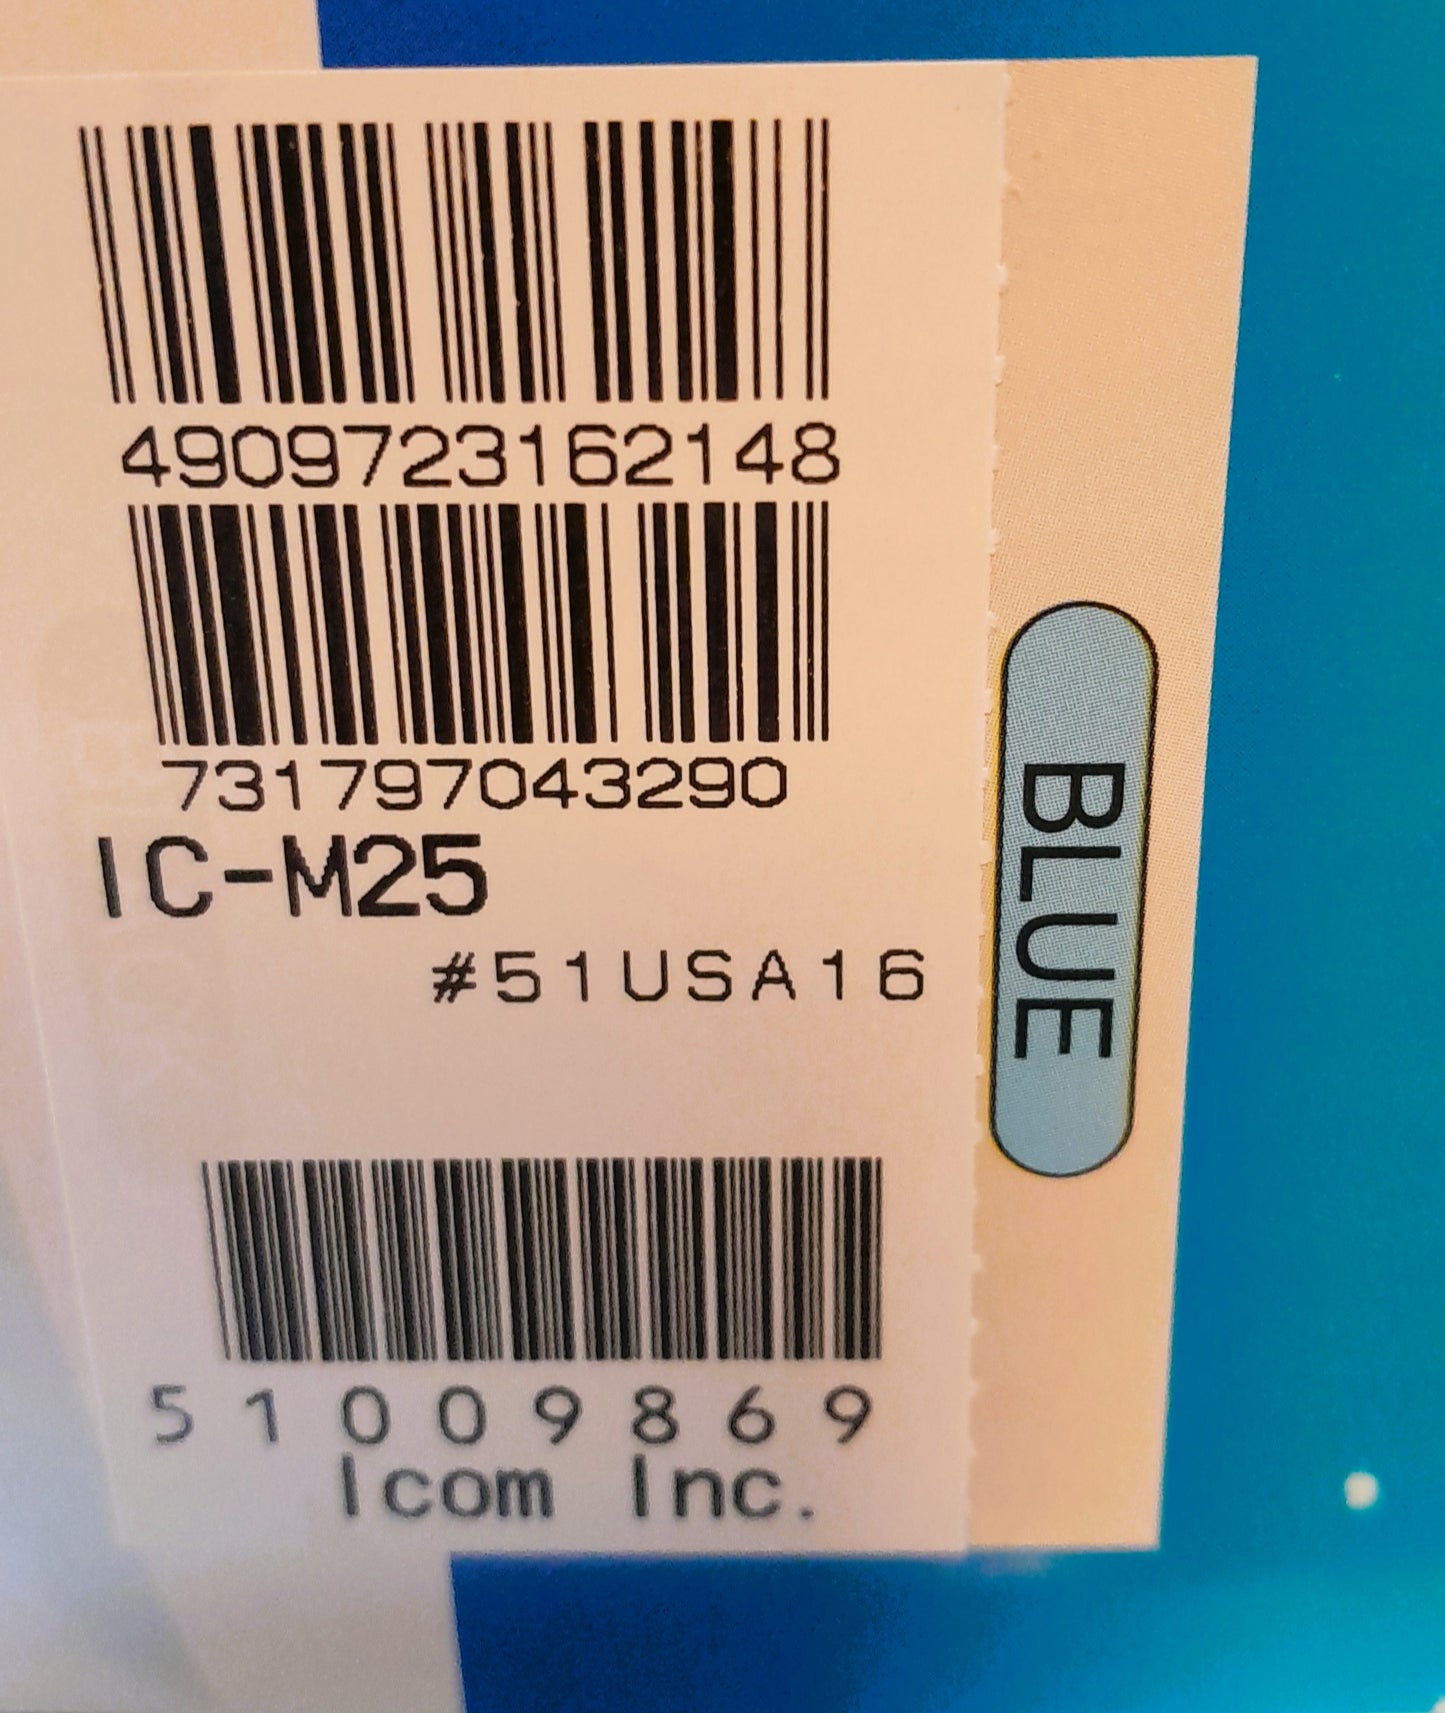 4909723162148
731797043290
IC-M25
#51USA16
51009869
Icom Inc.
BLUE